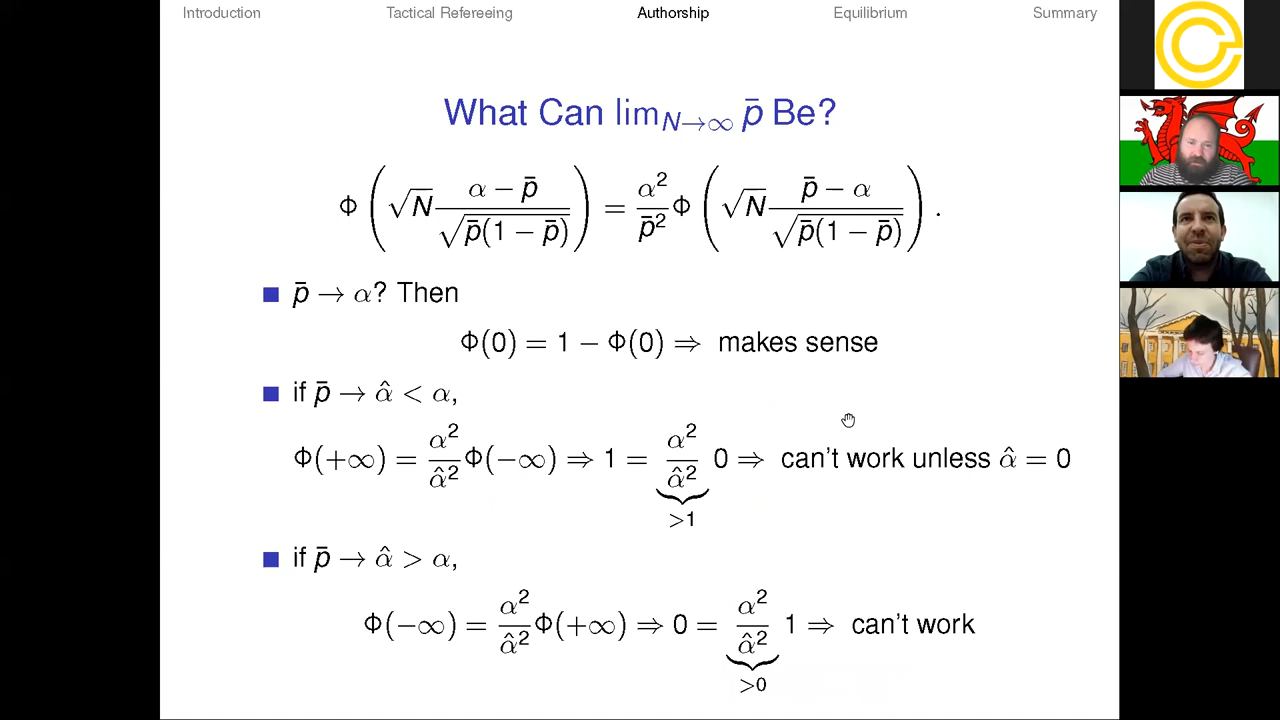 Introduction Tactical Refereeing Authorship Equilibrium Summary
What Can lim_{N→∞} p̄ Be?
Φ ( √N (α − p̄) / √(p̄(1 − p̄)) ) = α² / p̄² Φ ( √N (p̄ − α) / √(p̄(1 − p̄)) ) .
p̄ → α? Then
Φ(0) = 1 − Φ(0) ⇒ makes sense
if p̄ → α̂ < α,
Φ(+∞) = α² / α̂² Φ(−∞) ⇒ 1 = α² / α̂² 0 ⇒ can't work unless α̂ = 0
>1
if p̄ → α̂ > α,
Φ(−∞) = α² / α̂² Φ(+∞) ⇒ 0 = α² / α̂² 1 ⇒ can't work
>0